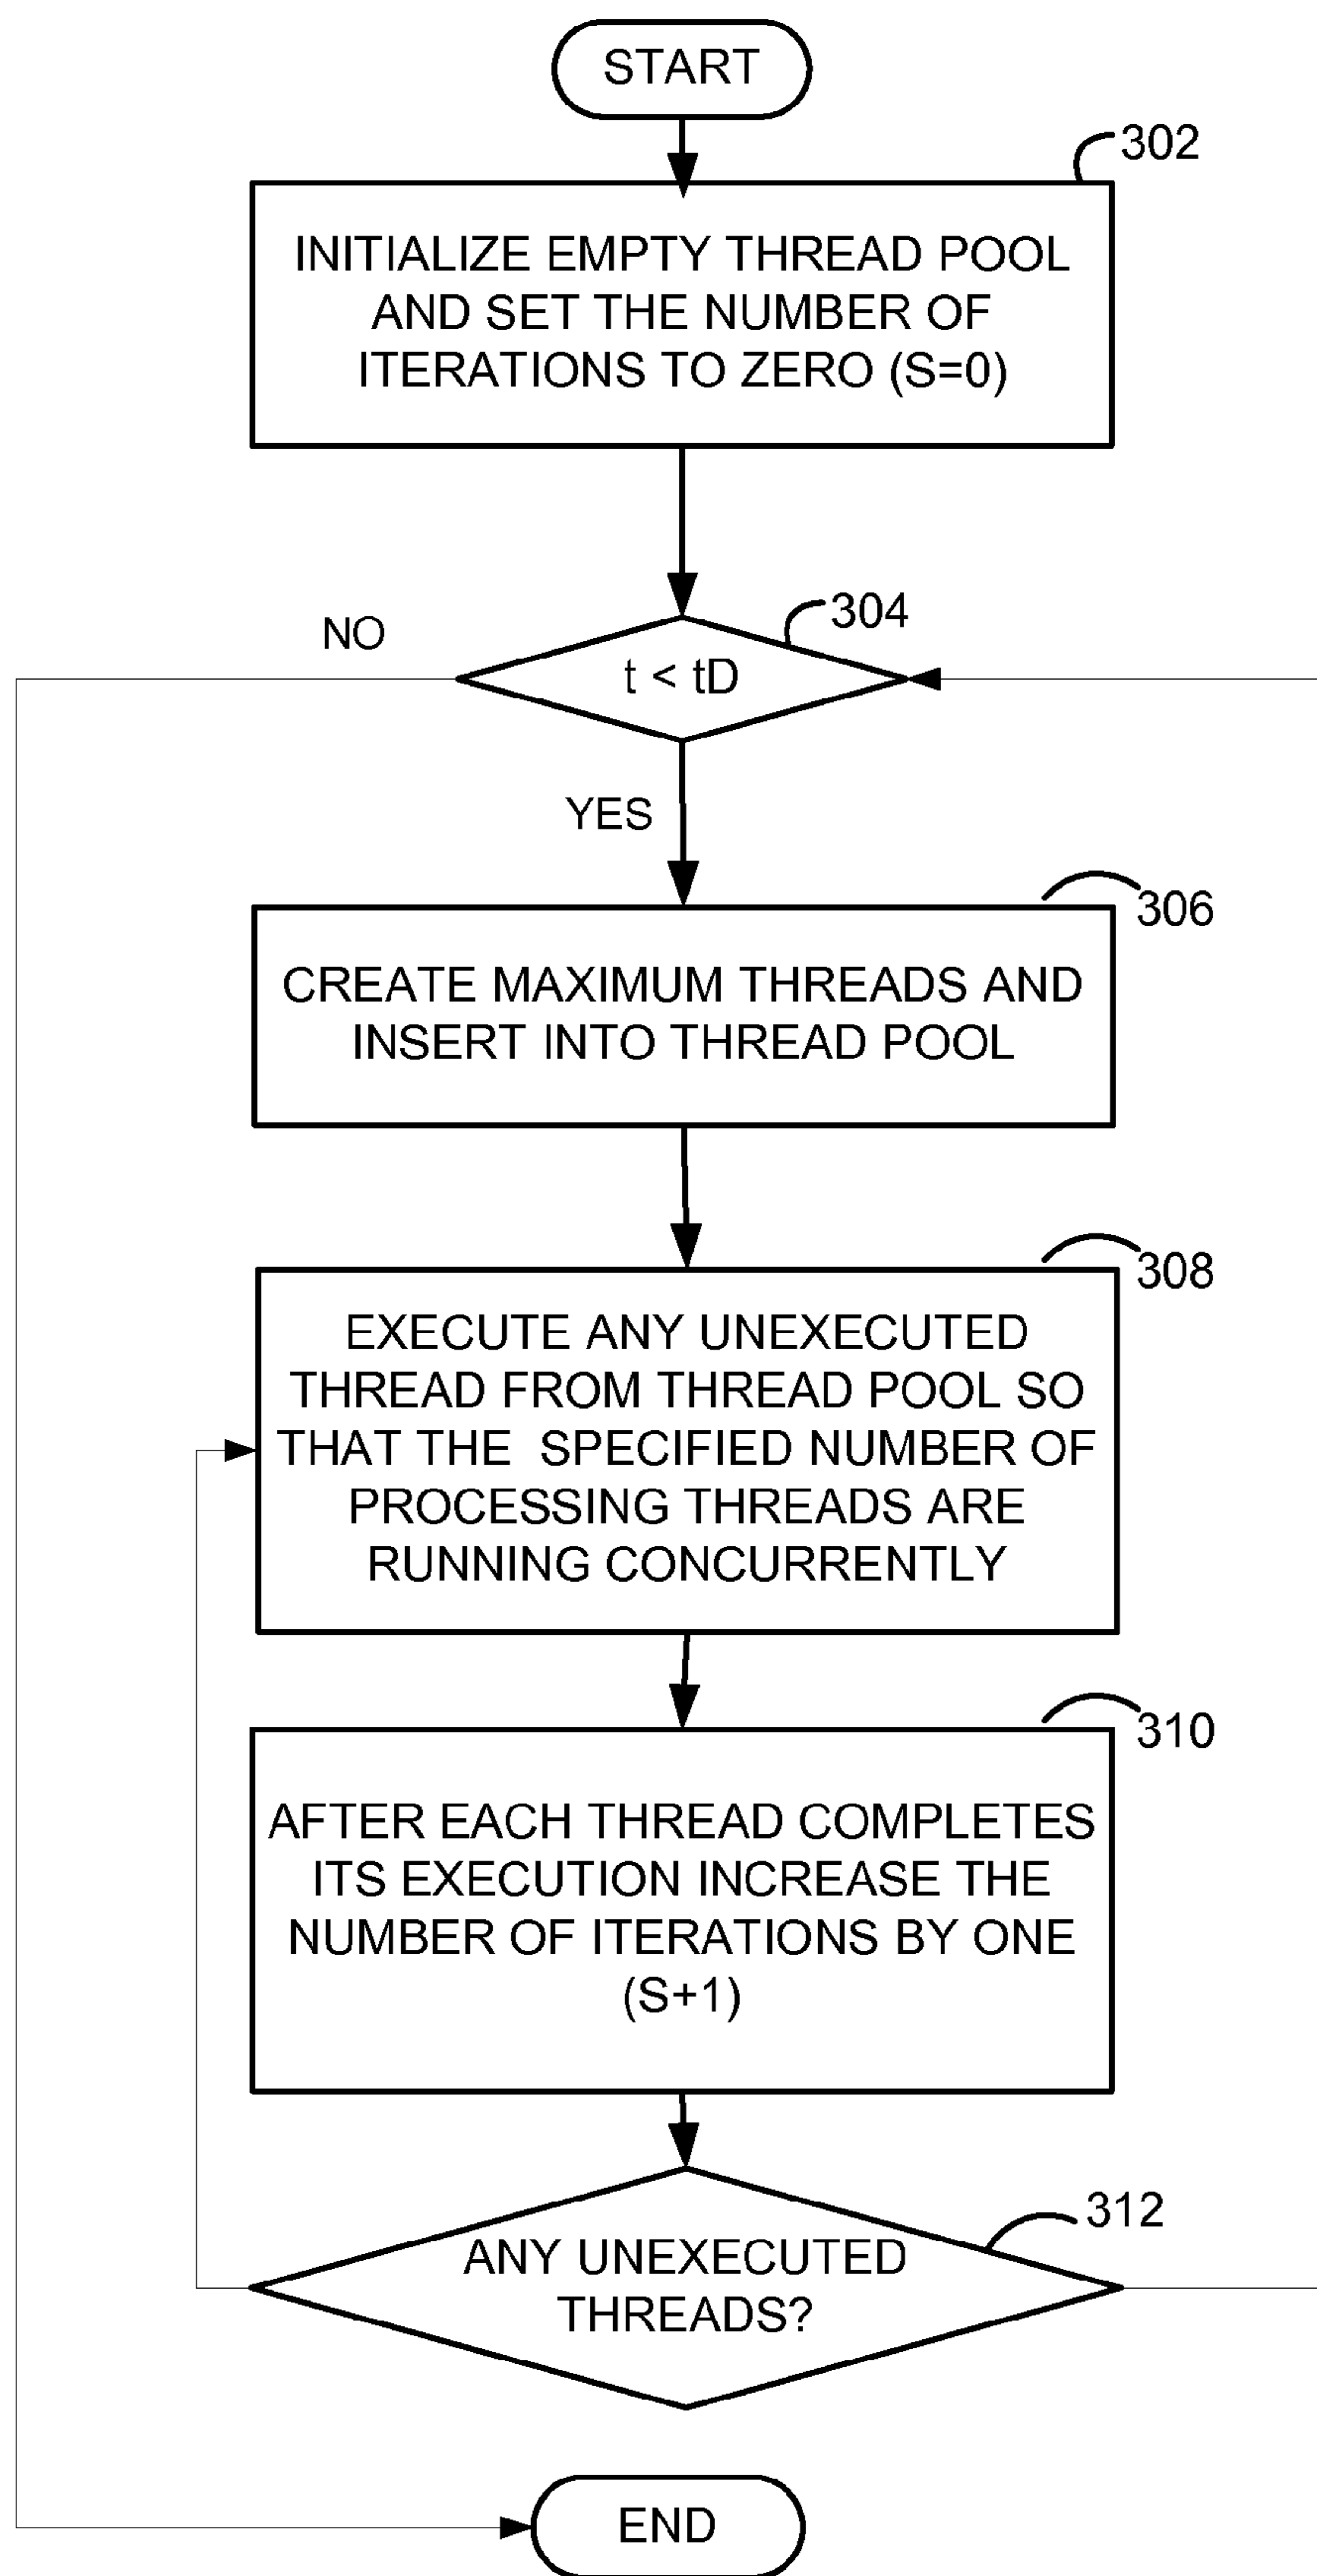 START
302
INITIALIZE EMPTY THREAD POOL
AND SET THE NUMBER OF
ITERATIONS TO ZERO (S=0)
304
NO
t < tD
YES
306
CREATE MAXIMUM THREADS AND
INSERT INTO THREAD POOL
308
EXECUTE ANY UNEXECUTED
THREAD FROM THREAD POOL SO
THAT THE SPECIFIED NUMBER OF
PROCESSING THREADS ARE
RUNNING CONCURRENTLY
310
AFTER EACH THREAD COMPLETES
ITS EXECUTION INCREASE THE
NUMBER OF ITERATIONS BY ONE
(S+1)
312
ANY UNEXECUTED
THREADS?
END